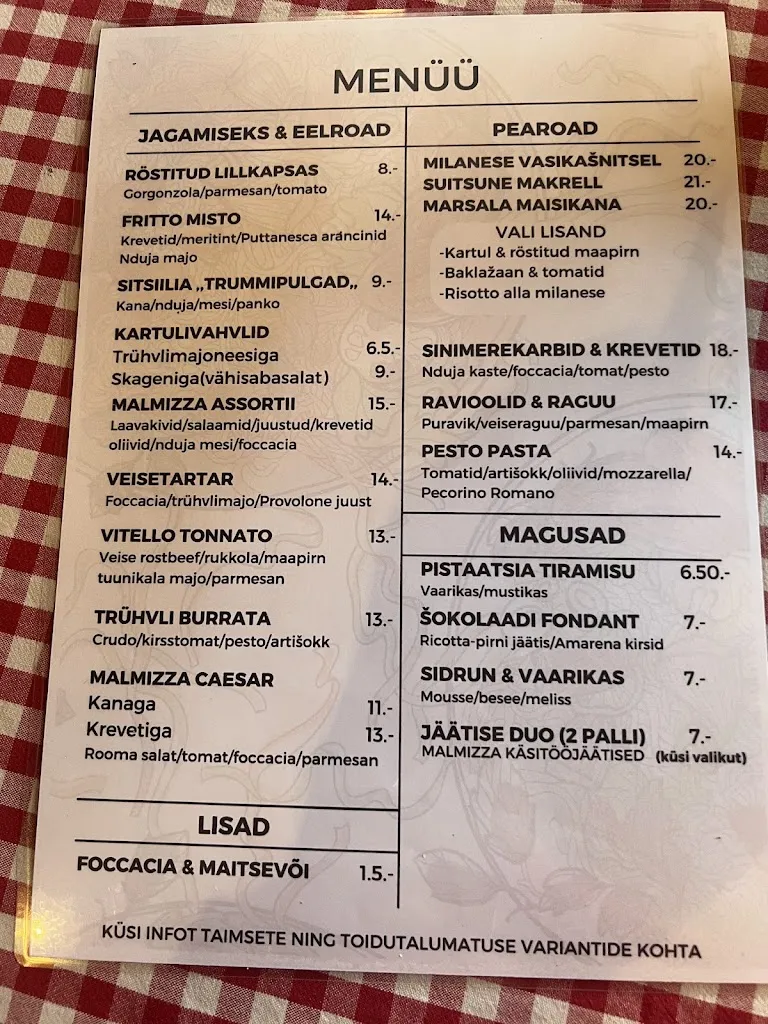 MENÜÜ
JAGAMISEKS & EELROAD
RÖSTITUD LILLKAPSAS 8.-
Gorgonzola/parmesan/tomato
FRITTO MISTO 14.-
Krevetid/meritint/Puttanesca arancinid
Nduja majo
SITSIILIA „TRUMMIPULGAD„ 9.-
Kana/nduja/mesi/panko
KARTULIVAHVLID
Trühvlimajoneesiga 6.5.-
Skageniga(vähisabasalat) 9.-
MALMIZZA ASSORTII 15.-
Laavakivid/salaamid/juustud/krevetid
oliivid/nduja mesi/foccacia
VEISETARTAR 14.-
Foccacia/trühvlimajo/Provolone juust
VITELLO TONNATO 13.-
Veise rostbeef/rukkola/maapirn
tuunikala majo/parmesan
TRÜHVLI BURRATA 13.-
Crudo/kirsstomat/pesto/artišokk
MALMIZZA CAESAR
Kanaga 11.-
Krevetiga 13.-
Rooma salat/tomat/foccacia/parmesan
LISAD
FOCCACIA & MAITSEVÕI 1.5.-
PEAROAD
MILANESE VASIKAŠNITSEL 20.-
SUITSUNE MAKRELL 21.-
MARSALA MAISIKANA 20.-
VALI LISAND
-Kartul & röstitud maapirn
-Baklažaan & tomatid
-Risotto alla milanese
SINIMEREKARBID & KREVETID 18.-
Nduja kaste/foccacia/tomat/pesto
RAVIOOLID & RAGUU 17.-
Puravik/veiseraguu/parmesan/maapirn
PESTO PASTA 14.-
Tomatid/artišokk/oliivid/mozzarella/
Pecorino Romano
MAGUSAD
PISTAATSIA TIRAMISU 6.50.-
Vaarikas/mustikas
ŠOKOLAADI FONDANT 7.-
Ricotta-pirni jäätis/Amarena kirsid
SIDRUN & VAARIKAS 7.-
Mousse/besee/meliss
JÄÄTISE DUO (2 PALLI) 7.-
MALMIZZA KÄSITÖÖJÄÄTISED (küsi valikut)
KÜSI INFOT TAIMSETE NING TOIDUTALUMATUSE VARIANTIDE KOHTA